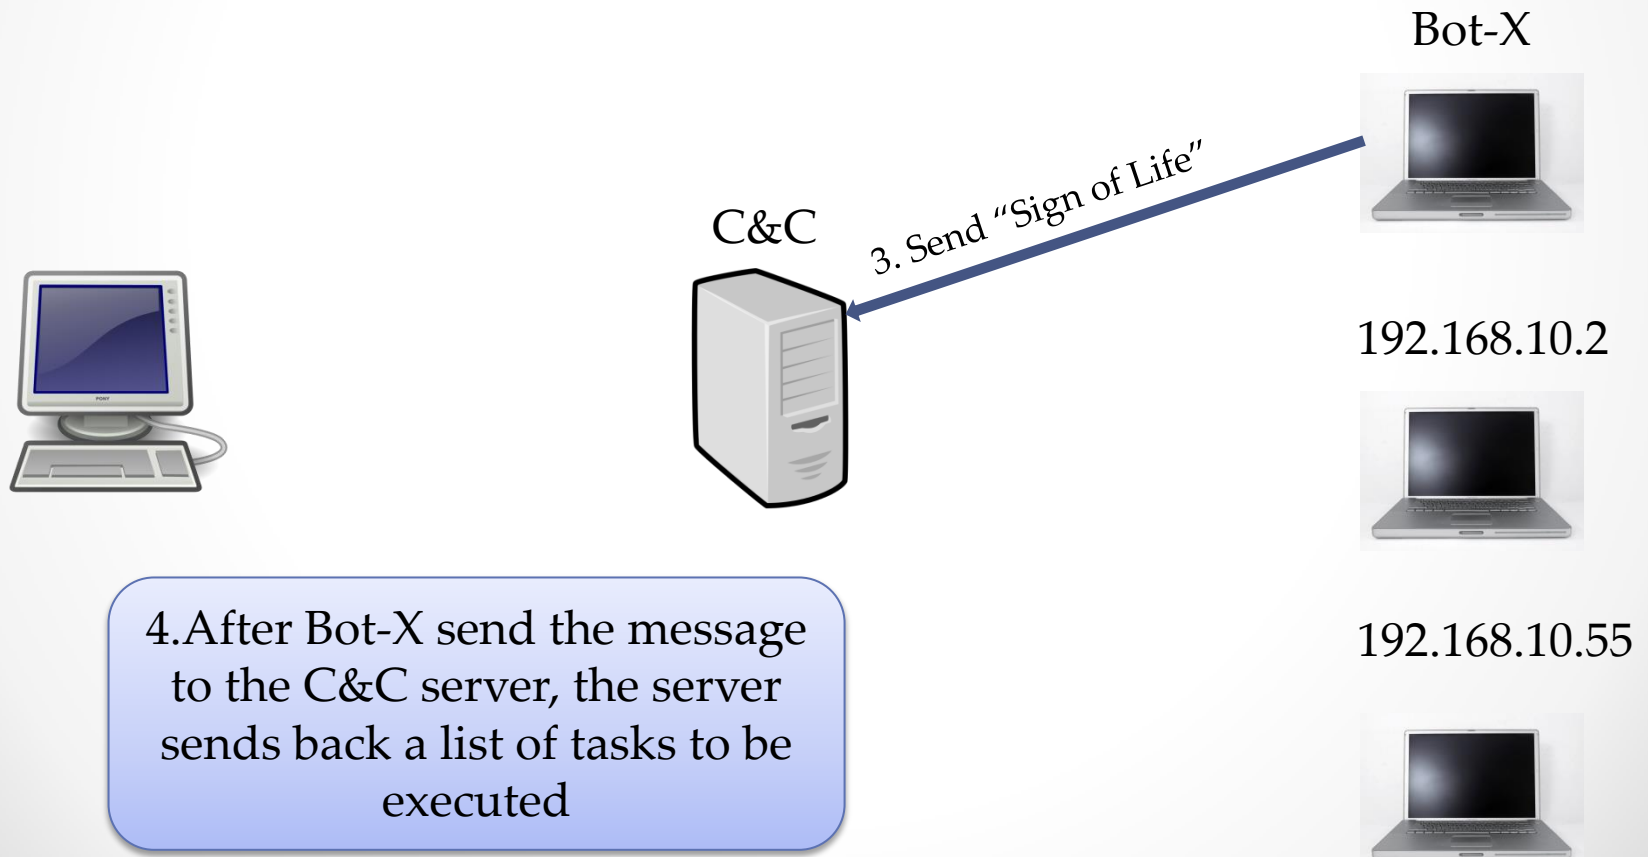 Bot-X
3. Send “Sign of Life”
C&C
192.168.10.2
192.168.10.55
4.After Bot-X send the message
to the C&C server, the server
sends back a list of tasks to be
executed